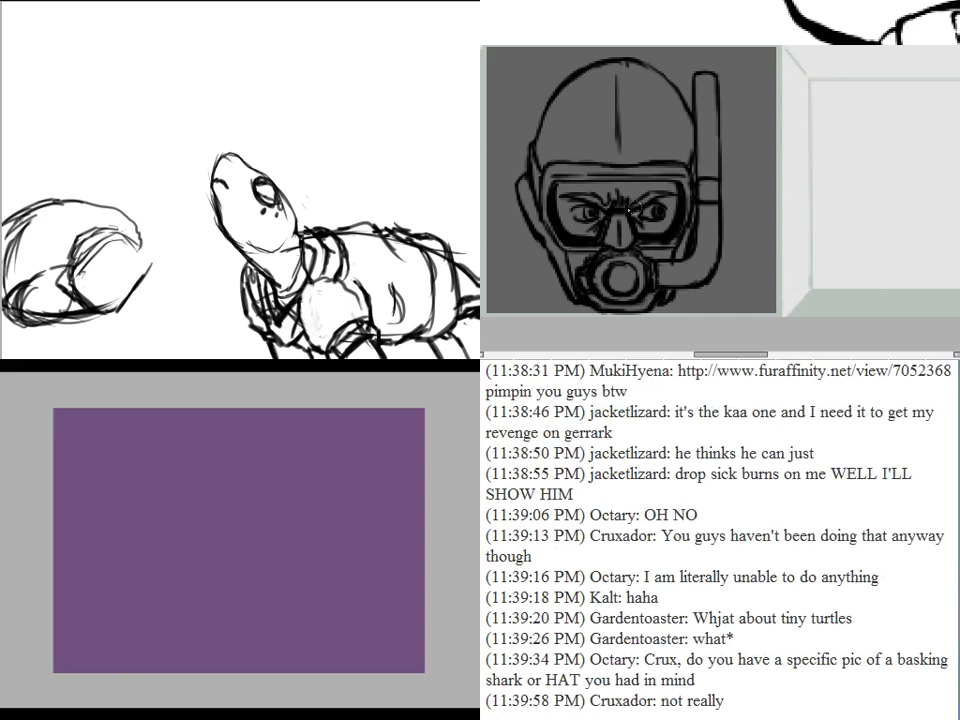 (11:38:31 PM) MukiHyena: http://www.furaffinity.net/view/7052368
pimpin you guys btw
(11:38:46 PM) jacketlizard: it's the kaa one and I need it to get my
revenge on gerrark
(11:38:50 PM) jacketlizard: he thinks he can just
(11:38:55 PM) jacketlizard: drop sick burns on me WELL I'LL
SHOW HIM
(11:39:06 PM) Octary: OH NO
(11:39:13 PM) Cruxador: You guys haven't been doing that anyway
though
(11:39:16 PM) Octary: I am literally unable to do anything
(11:39:18 PM) Kalt: haha
(11:39:20 PM) Gardentoaster: Whjat about tiny turtles
(11:39:26 PM) Gardentoaster: what*
(11:39:34 PM) Octary: Crux, do you have a specific pic of a basking
shark or HAT you had in mind
(11:39:58 PM) Cruxador: not really